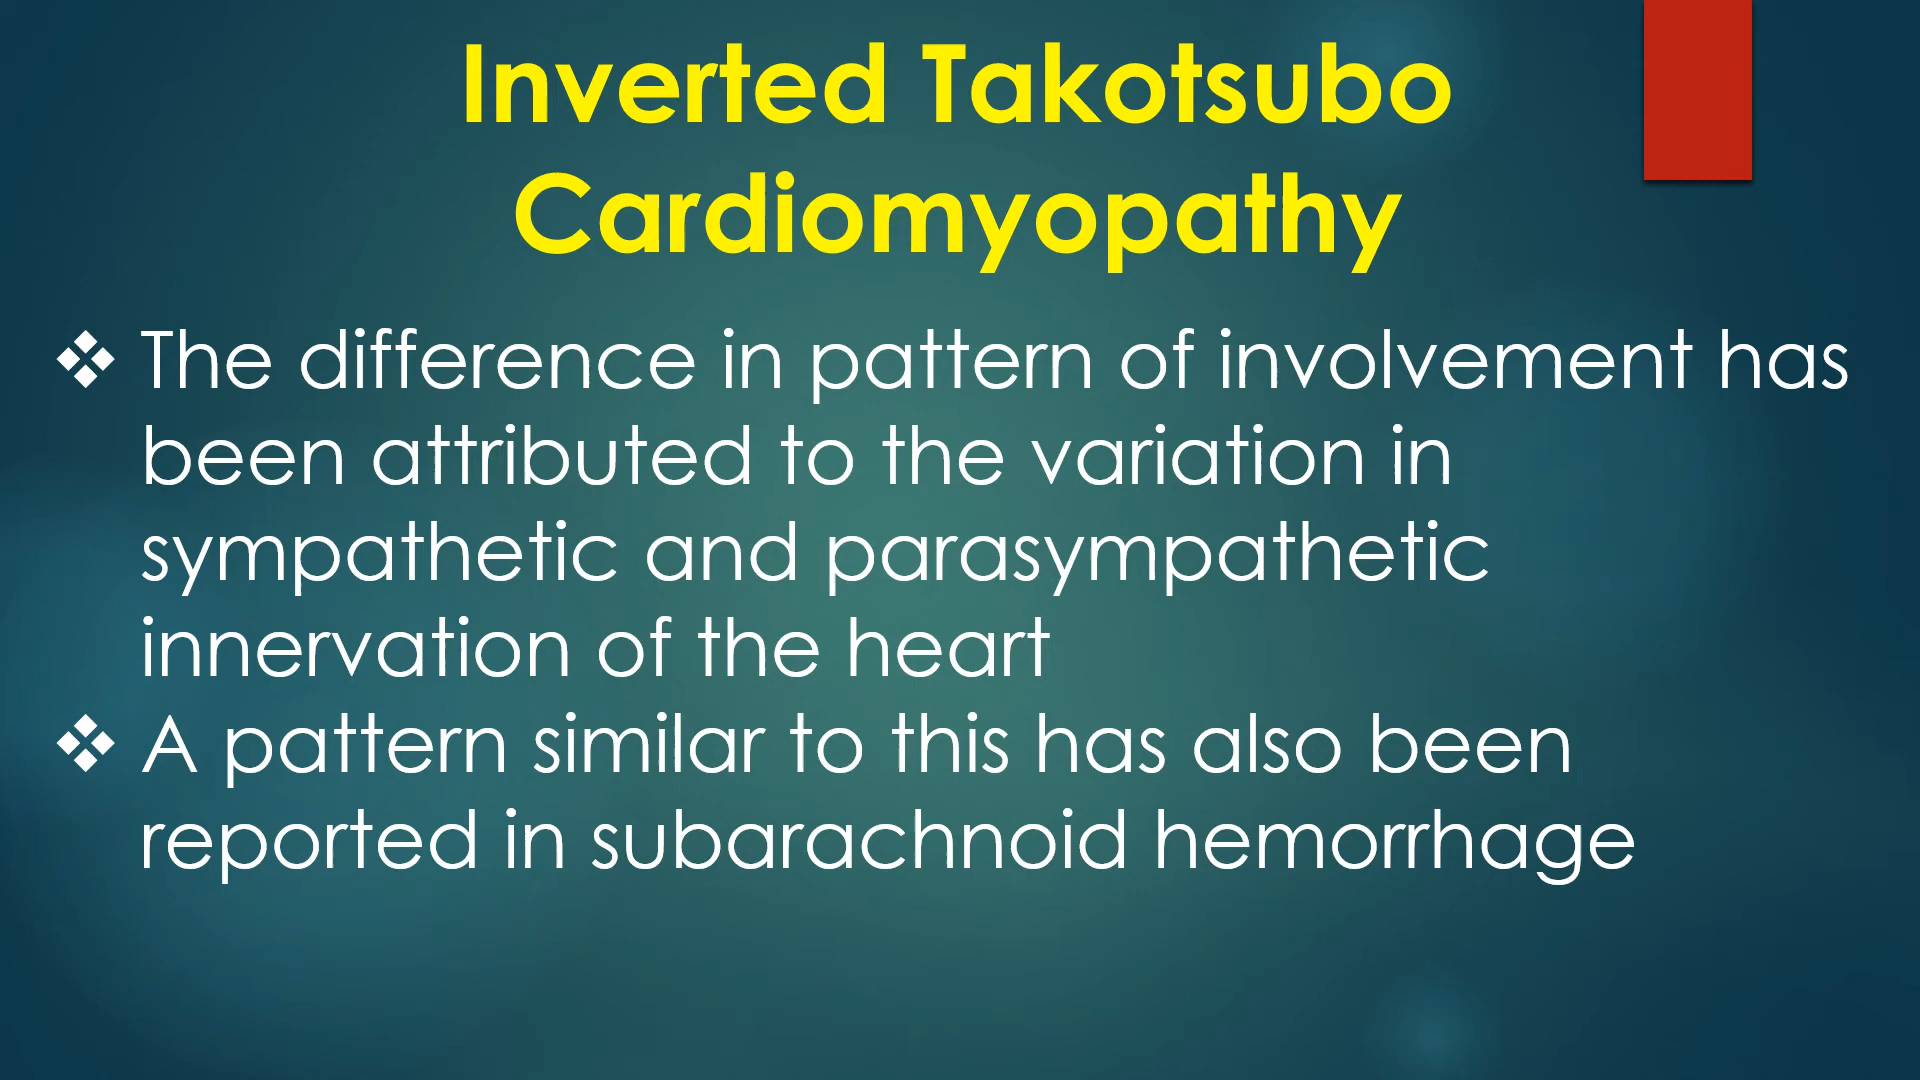 Inverted Takotsubo
Cardiomyopathy
❖ The difference in pattern of involvement has
been attributed to the variation in
sympathetic and parasympathetic
innervation of the heart
❖ A pattern similar to this has also been
reported in subarachnoid hemorrhage